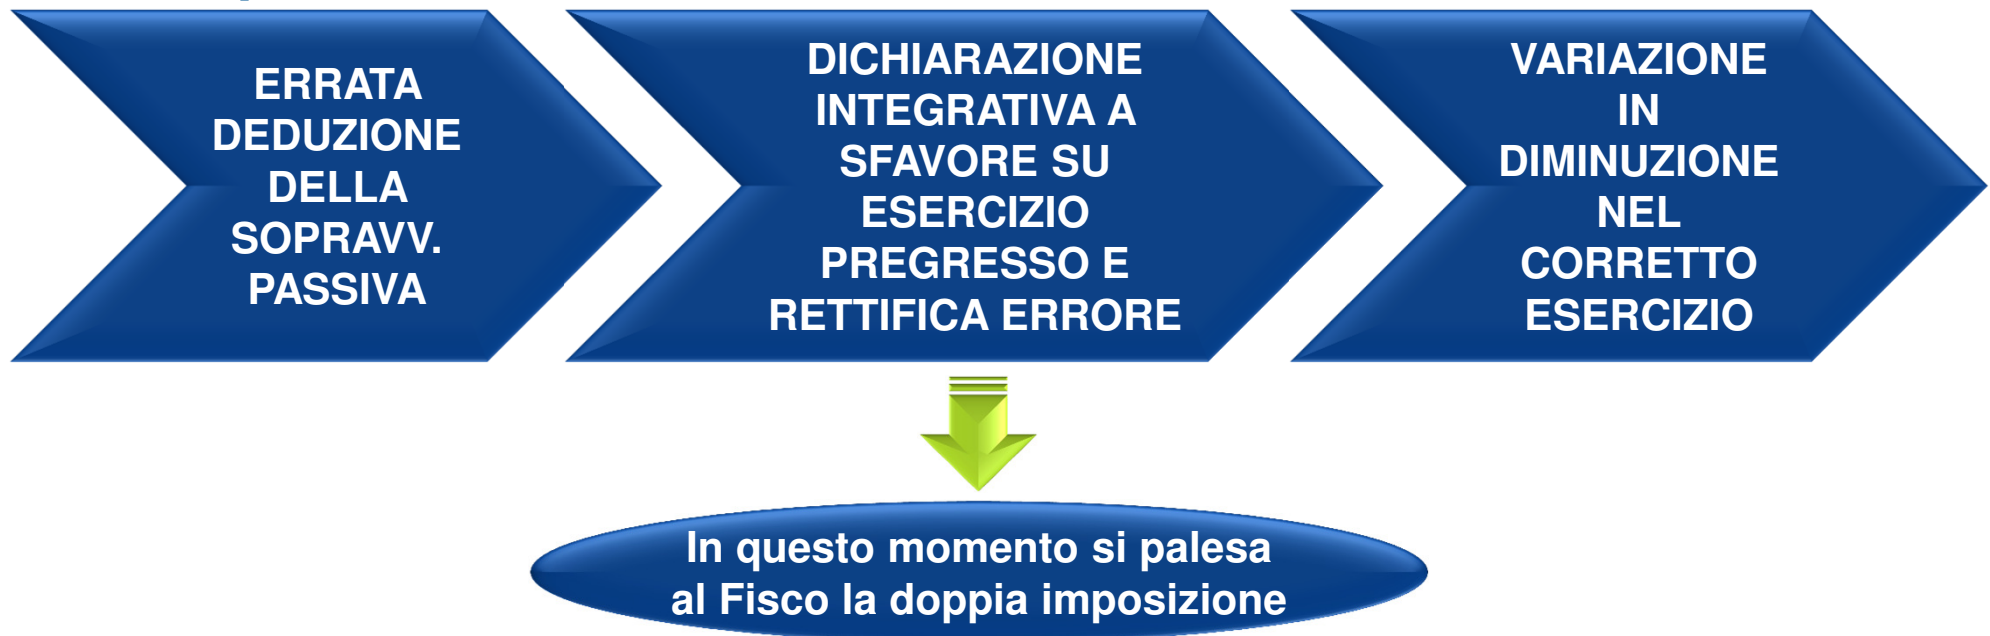 ERRATA
DEDUZIONE
DELLA
SOPRAVV.
PASSIVA
DICHIARAZIONE
INTEGRATIVA A
SFAVORE SU
ESERCIZIO
PREGRESSO E
RETTIFICA ERRORE
VARIAZIONE
IN
DIMINUZIONE
NEL
CORRETTO
ESERCIZIO
In questo momento si palesa
al Fisco la doppia imposizione